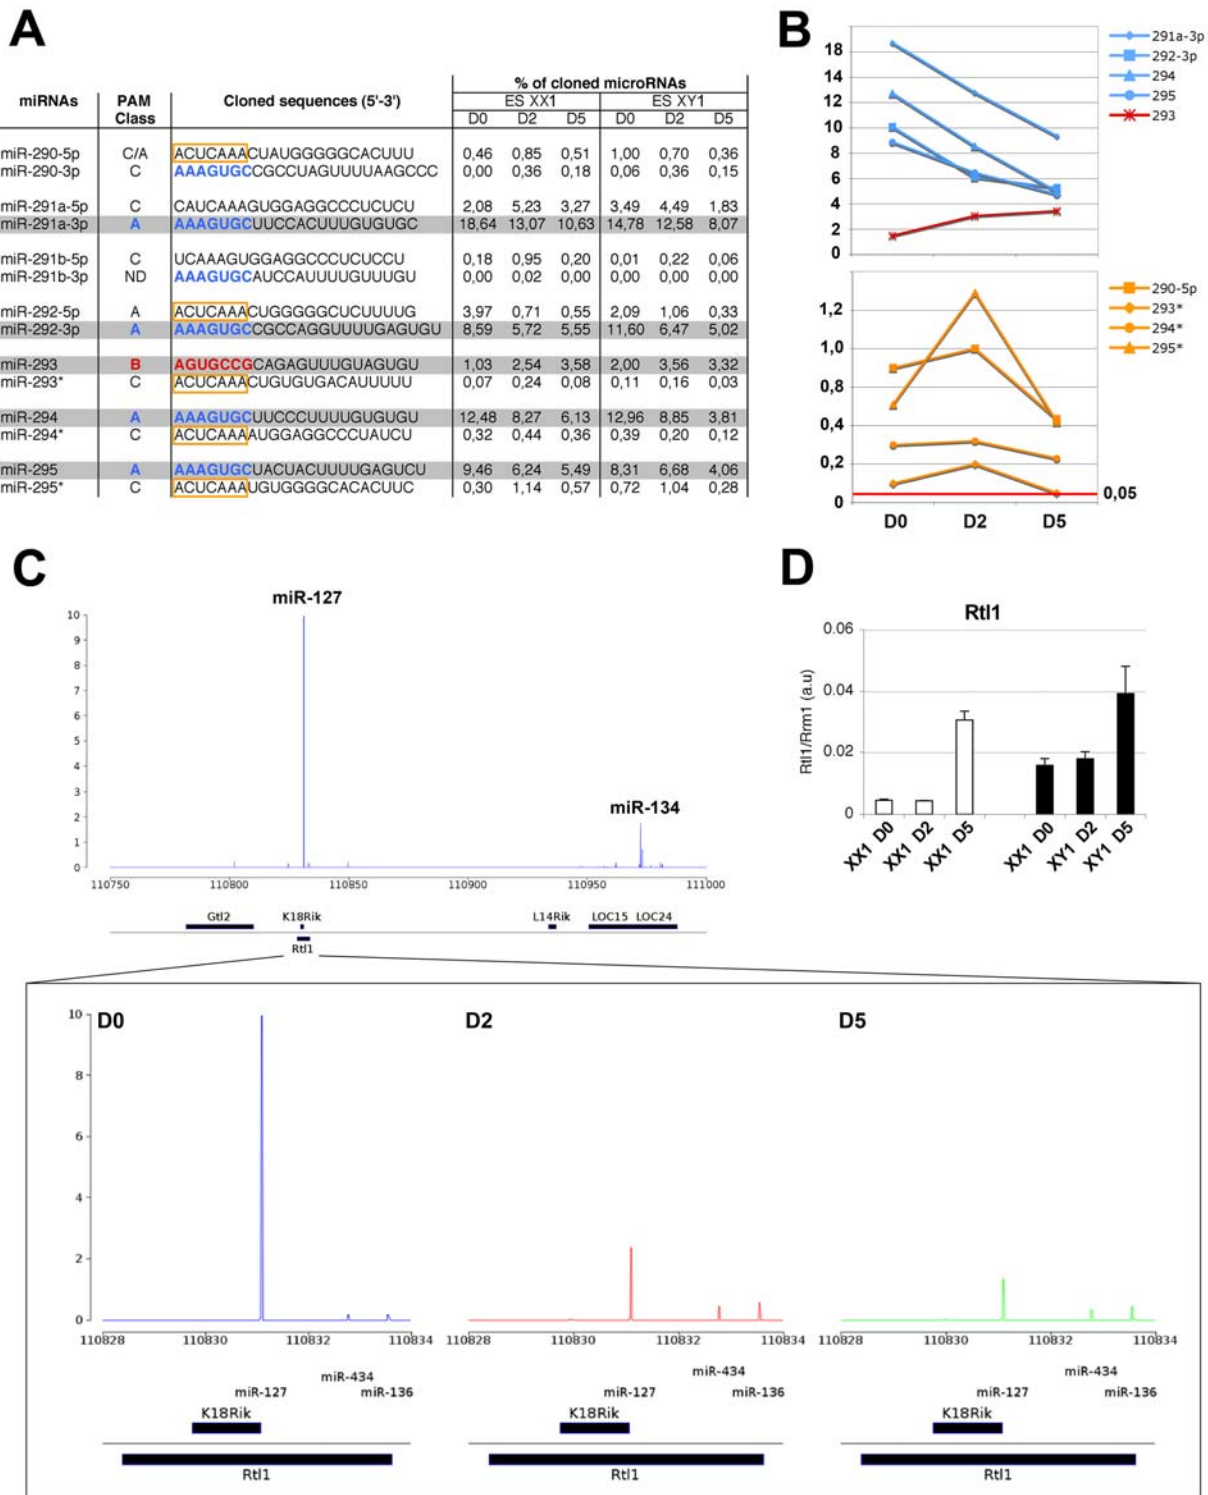 A
% of cloned microRNAs
miRNAs PAM Class Cloned sequences (5'-3') ES XX1 ES XY1
D0 D2 D5 D0 D2 D5
miR-290-5p C/A ACUCAAACUAUGGGGGCACUUU 0,46 0,85 0,51 1,00 0,70 0,36
miR-290-3p C AAAGUGCCGCCUAGUUUUAAGCCC 0,00 0,36 0,18 0,06 0,36 0,15
miR-291a-5p C CAUCAAAGUGGAGGCCCUCUCU 2,08 5,23 3,27 3,49 4,49 1,83
miR-291a-3p A AAAGUGCUUCCACUUUGUGUGC 18,64 13,07 10,63 14,78 12,58 8,07
miR-291b-5p C UCAAAGUGGAGGCCCUCUCCU 0,18 0,95 0,20 0,01 0,22 0,06
miR-291b-3p ND AAAGUGCAUCCAUUUUGUUUGU 0,00 0,02 0,00 0,00 0,00 0,00
miR-292-5p A ACUCAAACUGGGGGCUCUUUUG 3,97 0,71 0,55 2,09 1,06 0,33
miR-292-3p A AAAGUGCCGCCAGGUUUUGAGUGU 8,59 5,72 5,55 11,60 6,47 5,02
miR-293 B AGUGCCGCAGAGUUUGUAGUGU 1,03 2,54 3,58 2,00 3,56 3,32
miR-293* C ACUCAAACUGUGUGACAUUUUU 0,07 0,24 0,08 0,11 0,16 0,03
miR-294 A AAAGUGCUUCCCUUUUGUGUGU 12,48 8,27 6,13 12,96 8,85 3,81
miR-294* C ACUCAAAAUGGAGGCCCUAUCU 0,32 0,44 0,36 0,39 0,20 0,12
miR-295 A AAAGUGCUACUACUUUUGAGUCU 9,46 6,24 5,49 8,31 6,68 4,06
miR-295* C ACUCAAAUGUGGGGCACACUUC 0,30 1,14 0,57 0,72 1,04 0,28
B
18
14
12
10
8
6
4
2
0
291a-3p
292-3p
294
295
293
1,2
1,0
0,8
0,4
0,2
0
290-5p
293*
294*
295*
0,05
D0 D2 D5
C
miR-127
miR-134
10
9
8
7
6
5
4
3
2
1
0
110750 110800 110850 110900 110950 111000
Gtl2 K18Rik L14Rik LOC15 LOC24
Rtl1
D
Rtl1
Rtl1/Rrm1 (a.u)
0.06
0.04
0.02
0
XX1 D0 XX1 D2 XX1 D5 XX1 D0 XY1 D2 XY1 D5
D0 D2 D5
10
8
6
4
2
0
110828 110830 110832 110834 110828 110830 110832 110834 110828 110830 110832 110834
miR-434 miR-434 miR-434
miR-127 miR-136 miR-127 miR-136 miR-127 miR-136
K18Rik K18Rik K18Rik
Rtl1 Rtl1 Rtl1